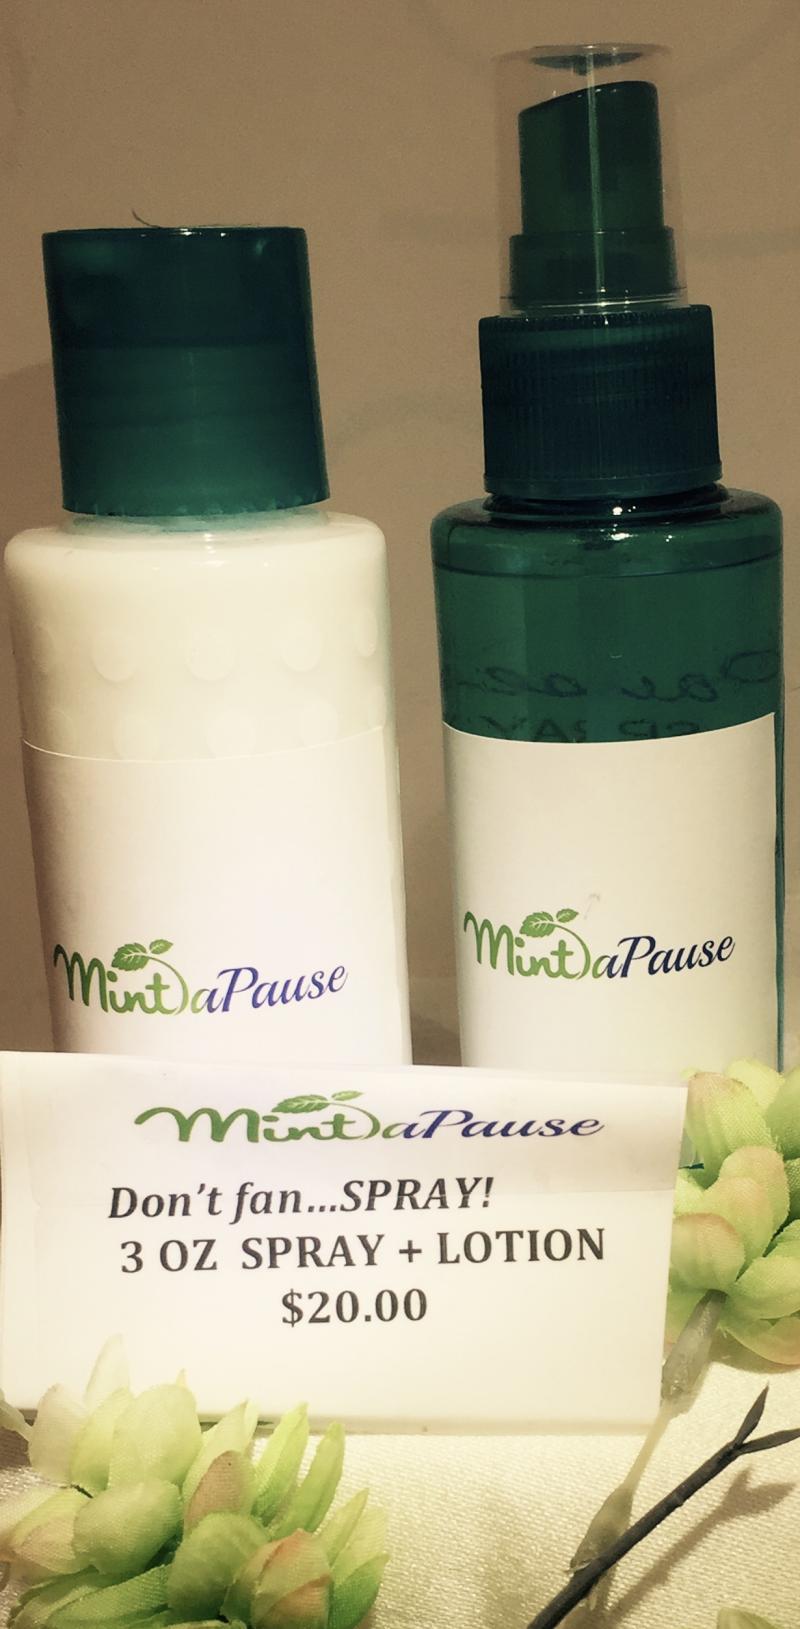 MintaPause
MintaPause
MintaPause
Don't fan...SPRAY!
3 OZ SPRAY + LOTION
$20.00